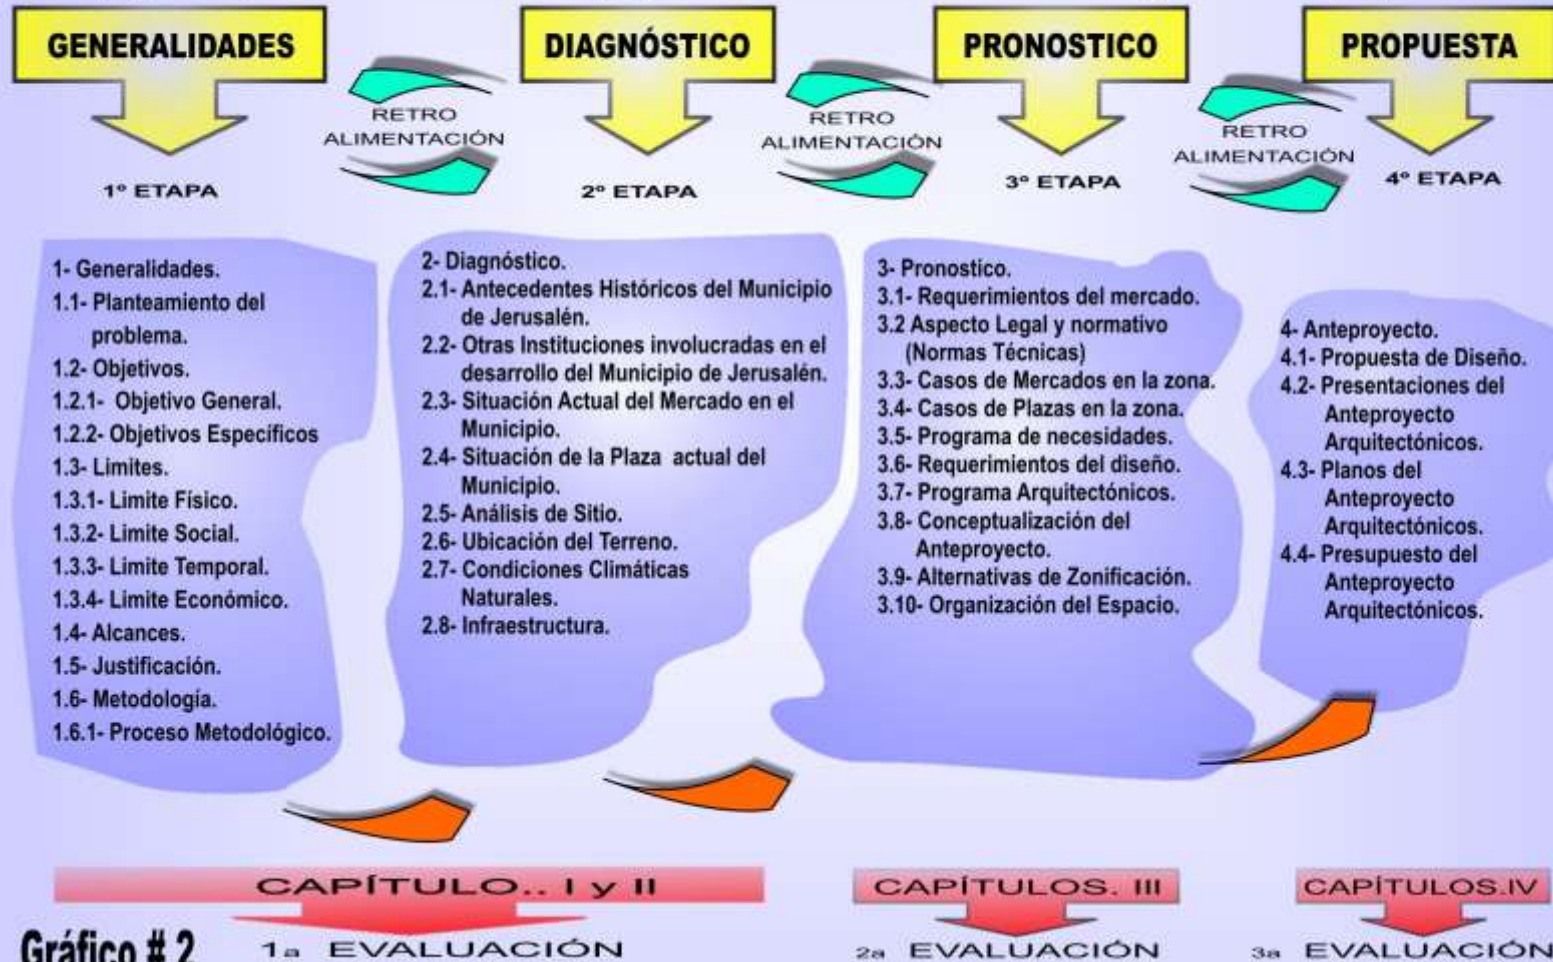 GENERALIDADES
DIAGNÓSTICO
PRONOSTICO
PROPUESTA
RETRO
ALIMENTACIÓN
RETRO
ALIMENTACIÓN
RETRO
ALIMENTACIÓN
1º ETAPA
2º ETAPA
3º ETAPA
4º ETAPA
1- Generalidades.
1.1- Planteamiento del
problema.
1.2- Objetivos.
1.2.1- Objetivo General.
1.2.2- Objetivos Específicos
1.3- Limites.
1.3.1- Limite Físico.
1.3.2- Limite Social.
1.3.3- Limite Temporal.
1.3.4- Limite Económico.
1.4- Alcances.
1.5- Justificación.
1.6- Metodología.
1.6.1- Proceso Metodológico.
2- Diagnóstico.
2.1- Antecedentes Históricos del Municipio
de Jerusalén.
2.2- Otras Instituciones involucradas en el
desarrollo del Municipio de Jerusalén.
2.3- Situación Actual del Mercado en el
Municipio.
2.4- Situación de la Plaza actual del
Municipio.
2.5- Análisis de Sitio.
2.6- Ubicación del Terreno.
2.7- Condiciones Climáticas
Naturales.
2.8- Infraestructura.
3- Pronostico.
3.1- Requerimientos del mercado.
3.2 Aspecto Legal y normativo
(Normas Técnicas)
3.3- Casos de Mercados en la zona.
3.4- Casos de Plazas en la zona.
3.5- Programa de necesidades.
3.6- Requerimientos del diseño.
3.7- Programa Arquitectónicos.
3.8- Conceptualización del
Anteproyecto.
3.9- Alternativas de Zonificación.
3.10- Organización del Espacio.
4- Anteproyecto.
4.1- Propuesta de Diseño.
4.2- Presentaciones del
Anteproyecto
Arquitectónicos.
4.3- Planos del
Anteproyecto
Arquitectónicos.
4.4- Presupuesto del
Anteproyecto
Arquitectónicos.
CAPÍTULO.. I y II
CAPÍTULOS. III
CAPÍTULOS.IV
Gráfico # 2
1a EVALUACIÓN
2a EVALUACIÓN
3a EVALUACIÓN